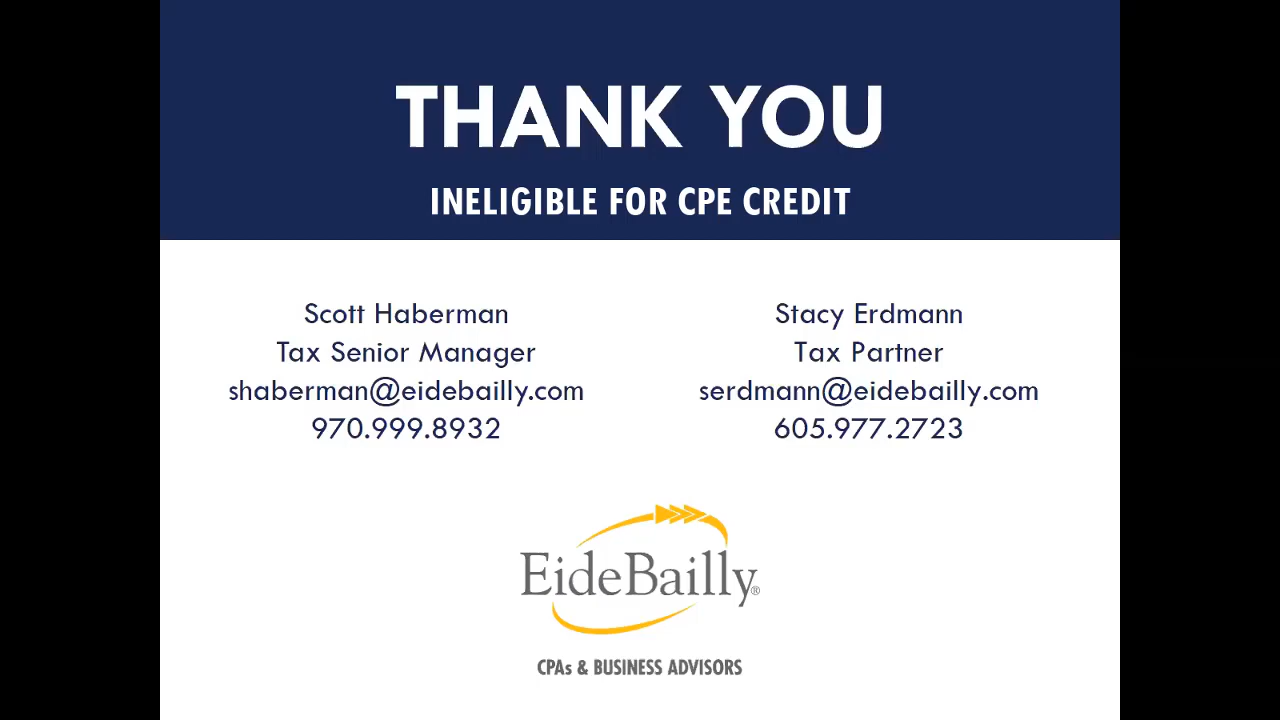 THANK YOU
INELIGIBLE FOR CPE CREDIT
Scott Haberman
Tax Senior Manager
shaberman@eidebailly.com
970.999.8932
Stacy Erdmann
Tax Partner
serdmann@eidebailly.com
605.977.2723
EideBailly®
CPAs & BUSINESS ADVISORS